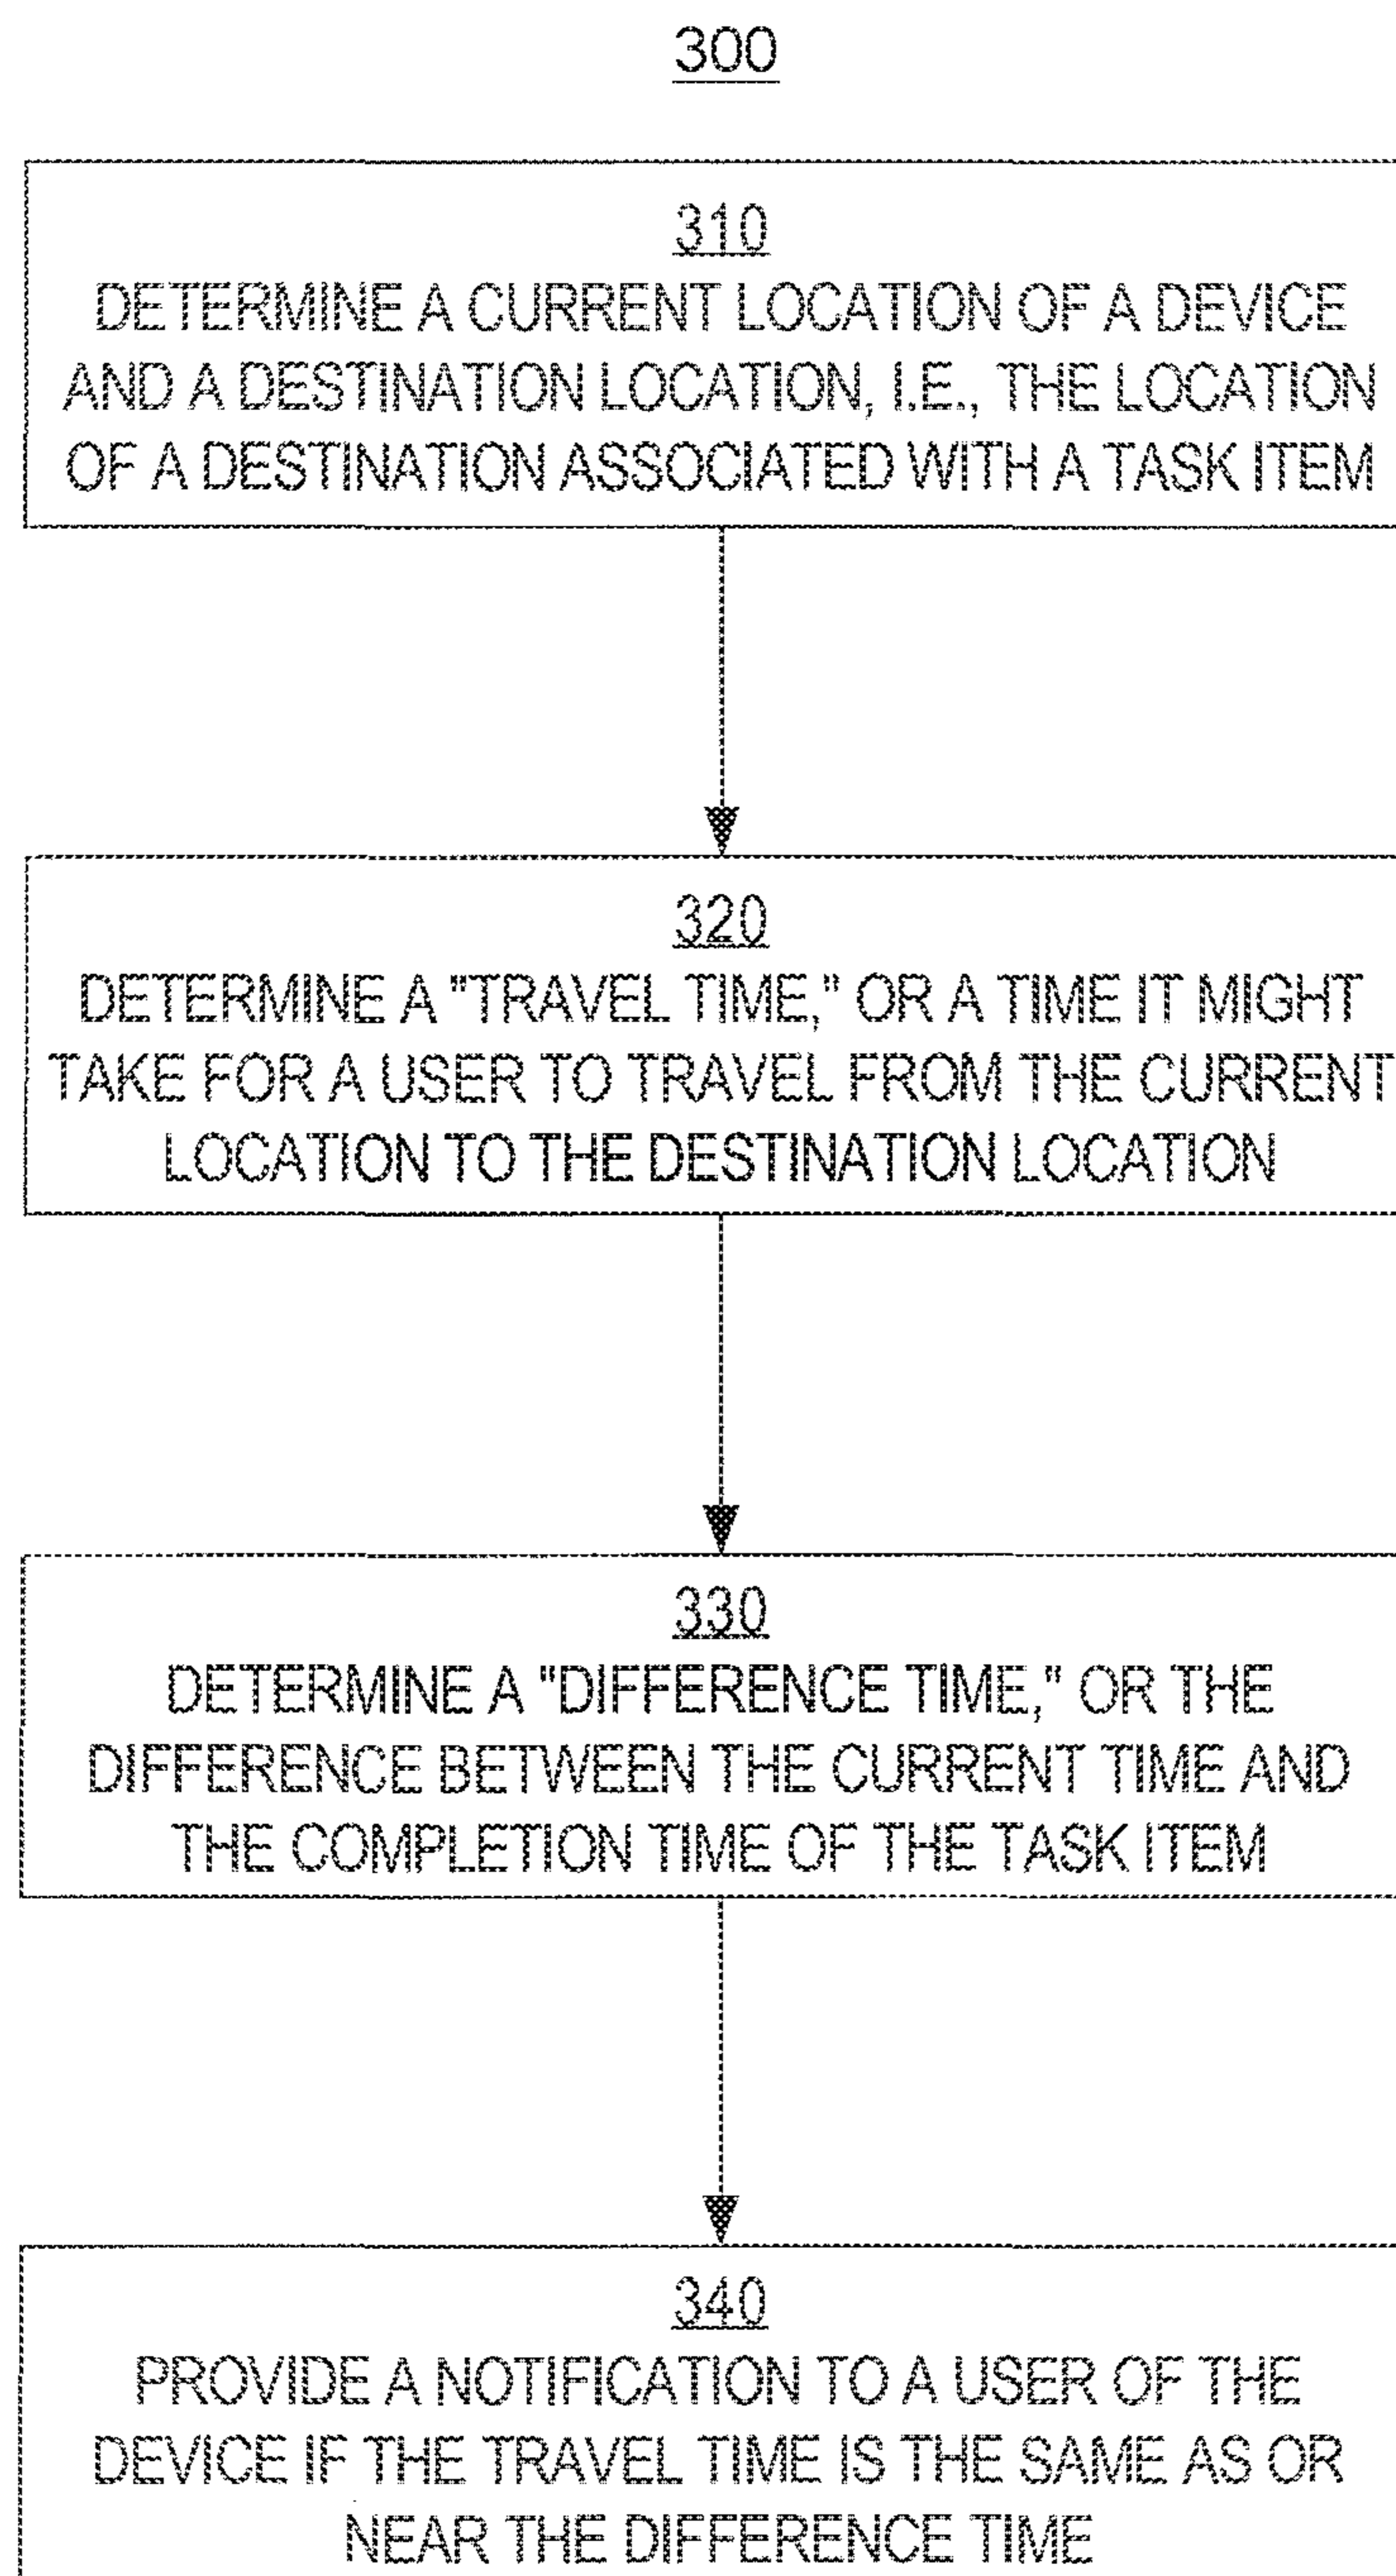 300
310
DETERMINE A CURRENT LOCATION OF A DEVICE
AND A DESTINATION LOCATION, I.E., THE LOCATION
OF A DESTINATION ASSOCIATED WITH A TASK ITEM
320
DETERMINE A "TRAVEL TIME," OR A TIME IT MIGHT
TAKE FOR A USER TO TRAVEL FROM THE CURRENT
LOCATION TO THE DESTINATION LOCATION
330
DETERMINE A "DIFFERENCE TIME," OR THE
DIFFERENCE BETWEEN THE CURRENT TIME AND
THE COMPLETION TIME OF THE TASK ITEM
340
PROVIDE A NOTIFICATION TO A USER OF THE
DEVICE IF THE TRAVEL TIME IS THE SAME AS OR
NEAR THE DIFFERENCE TIME